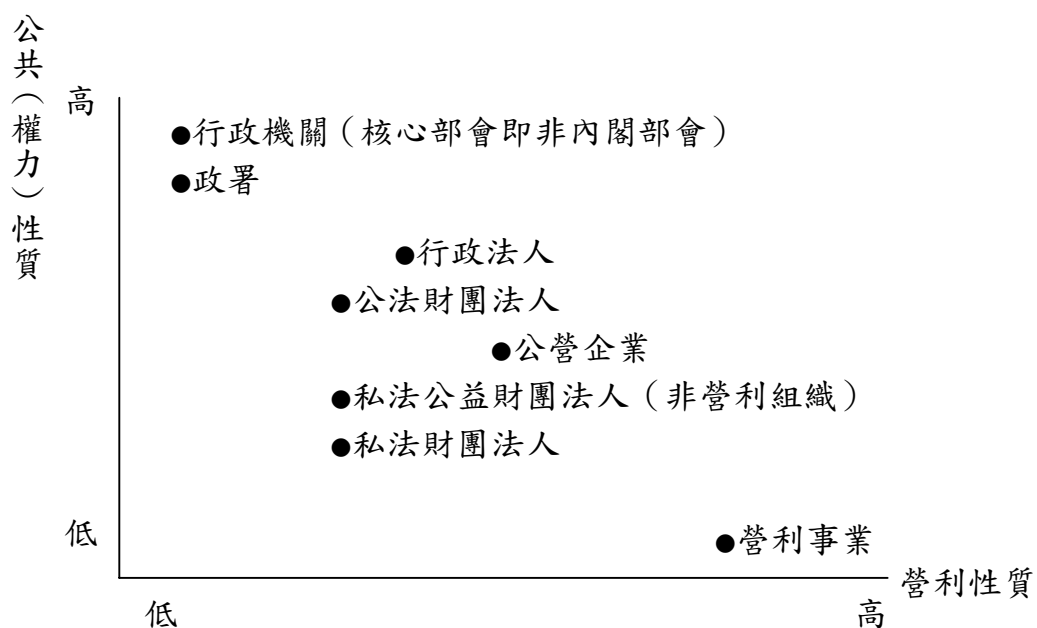 公共（權力）性質
高
●行政機關（核心部會即非內閣部會）
●政署
●行政法人
●公法財團法人
●公營企業
●私法公益財團法人（非營利組織）
●私法財團法人
低
●營利事業
營利性質
低
高